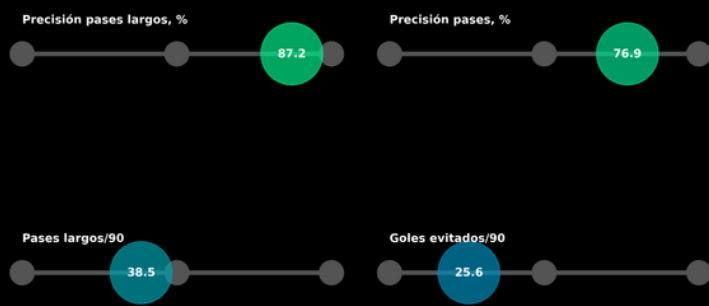 Precisión pases largos, %
Precisión pases, %
87.2
76.9
Pases largos/90
Goles evitados/90
38.5
25.6